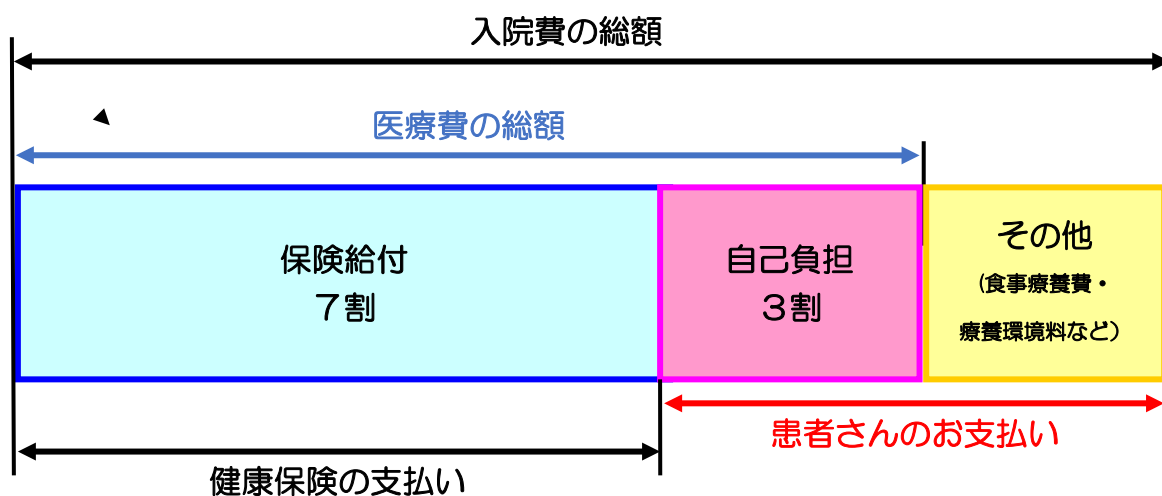 入院費の総額
医療費の総額
保険給付
７割
自己負担
３割
その他
(食事療養費・
療養環境料など)
患者さんのお支払い
健康保険の支払い